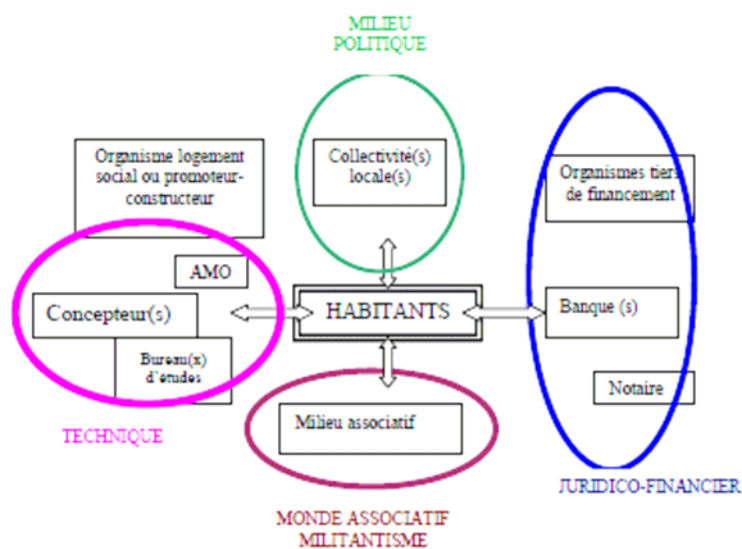 MILIEU
POLITIQUE
Organisme logement
social ou promoteur-
constructeur
Collectivité(s)
locale(s)
Organismes tiers
de financement
AMO
Concepteur(s)
HABITANTS
Banque (s)
Bureau(x)
d'études
Notaire
Milieu associatif
TECHNIQUE
JURIDICO-FINANCIER
MONDE ASSOCIATIF
MILITANTISME